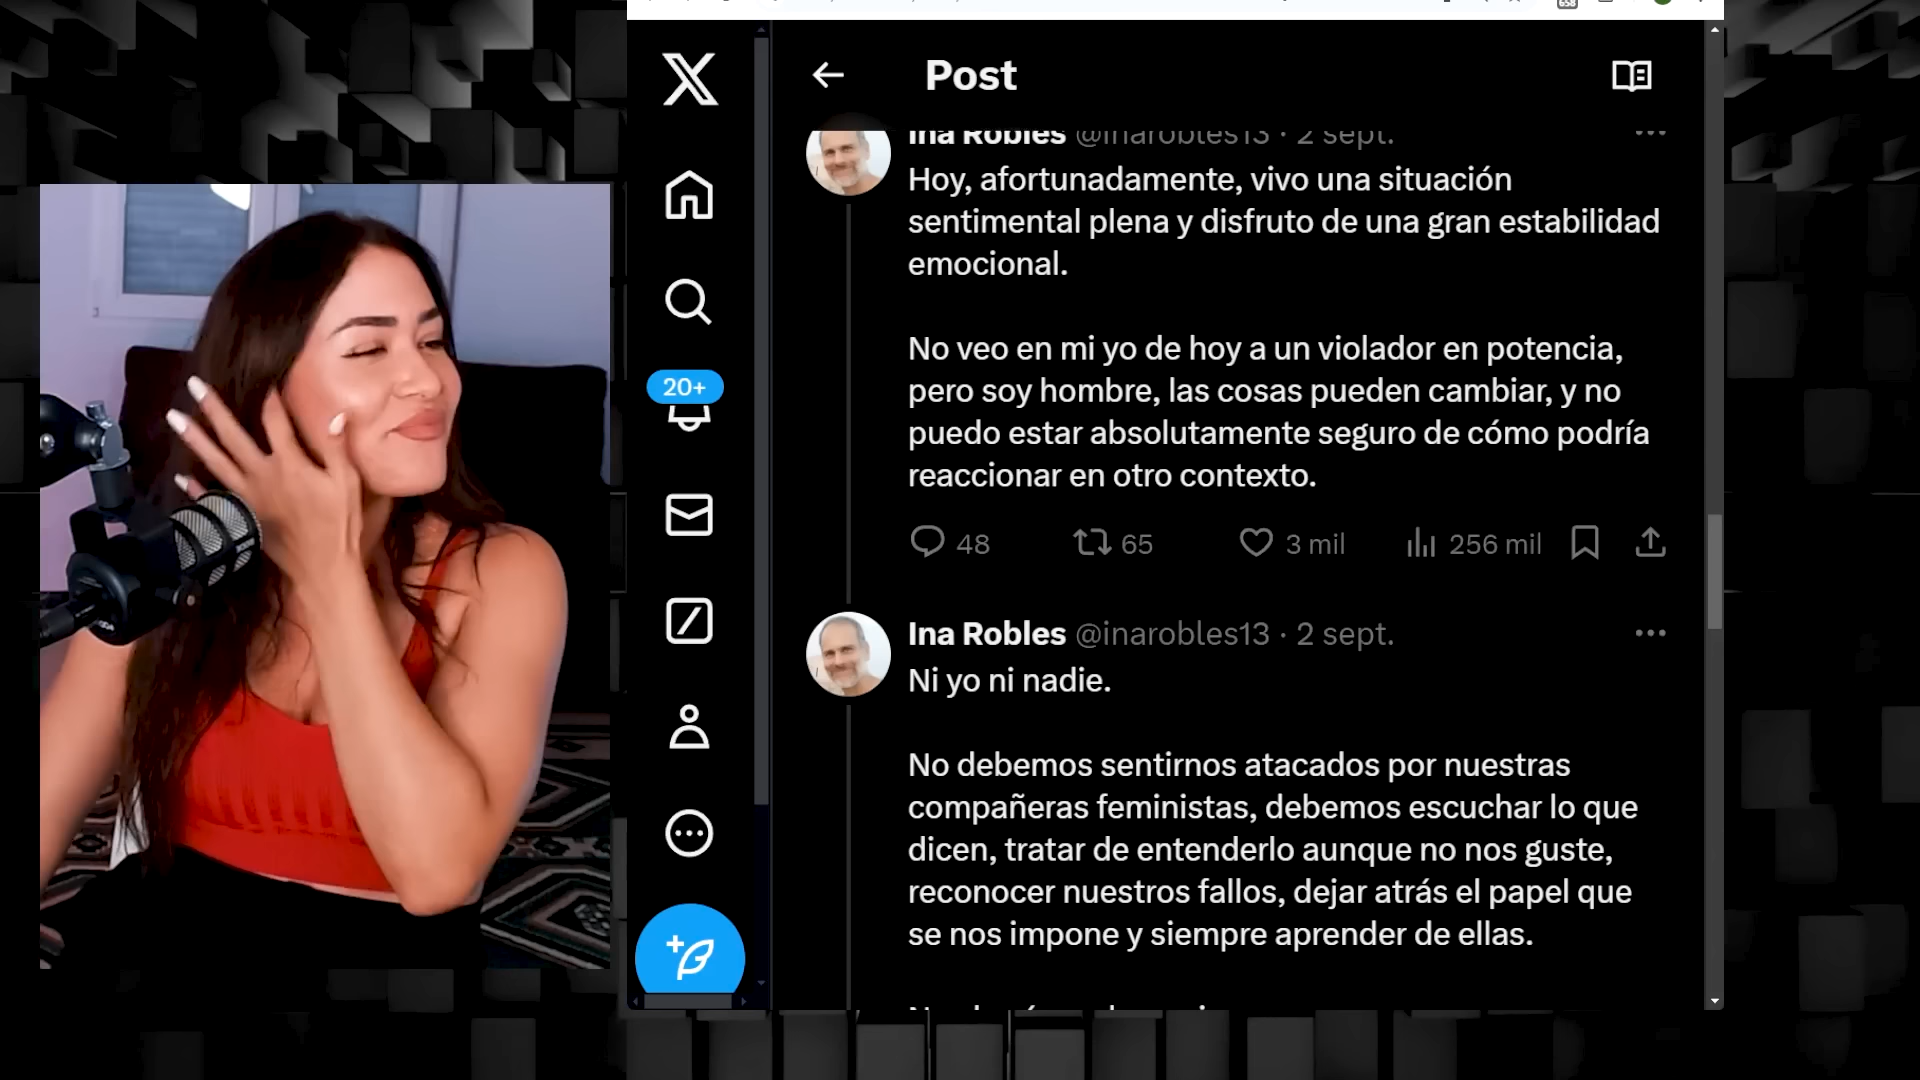 Post
Ina Robles @inarobles13 · 2 sept.
Hoy, afortunadamente, vivo una situación
sentimental plena y disfruto de una gran estabilidad
emocional.
No veo en mi yo de hoy a un violador en potencia,
pero soy hombre, las cosas pueden cambiar, y no
puedo estar absolutamente seguro de cómo podría
reaccionar en otro contexto.
48 65 3 mil 256 mil
20+
Ina Robles @inarobles13 · 2 sept.
Ni yo ni nadie.
No debemos sentirnos atacados por nuestras
compañeras feministas, debemos escuchar lo que
dicen, tratar de entenderlo aunque no nos guste,
reconocer nuestros fallos, dejar atrás el papel que
se nos impone y siempre aprender de ellas.